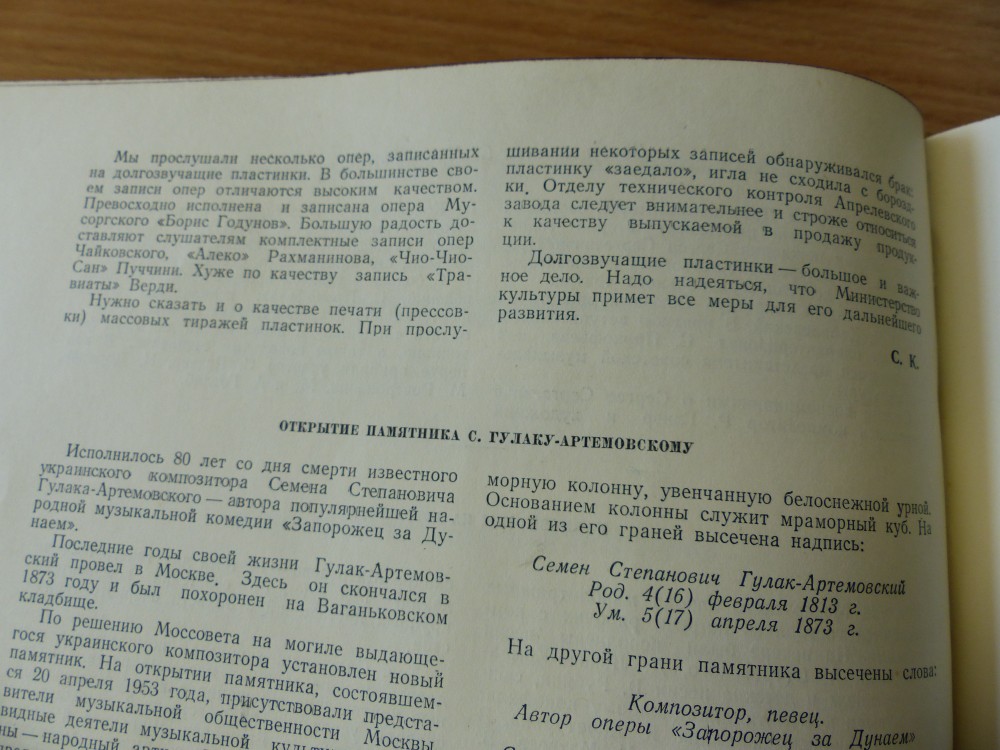 Мы прослушали несколько опер, записанных
на долгозвучащие пластинки. В большинстве сво-
ем записи опер отличаются высоким качеством.
Превосходно исполнена и записана опера Му-
соргского «Борис Годунов». Большую радость до-
ставляют слушателям комплектные записи опер
Чайковского, «Алеко» Рахманинова, «Чио-Чио-
Сан» Пуччини. Хуже по качеству запись «Тра-
виаты» Верди.
Нужно сказать и о качестве печати (прессов-
ки) массовых тиражей пластинок. При прослу-
шивании некоторых записей обнаруживался брак:
пластинку «заедало», игла не сходила с борозд-
ки. Отделу технического контроля Апрелевского
завода следует внимательнее и строже относиться
к качеству выпускаемой в продажу продук-
ции.
Долгозвучащие пластинки — большое и важ-
ное дело. Надо надеяться, что Министерство
культуры примет все меры для его дальнейшего
развития.
С. К.
ОТКРЫТИЕ ПАМЯТНИКА С. ГУЛАКУ-АРТЕМОВСКОМУ
Исполнилось 80 лет со дня смерти известного
украинского композитора Семена Степановича
Гулака-Артемовского — автора популярнейшей на-
родной музыкальной комедии «Запорожец за Ду-
наем».
Последние годы своей жизни Гулак-Артемов-
ский провел в Москве. Здесь он скончался в
1873 году и был похоронен на Ваганьковском
кладбище.
По решению Моссовета на могиле выдающе-
гося украинского композитора установлен новый
памятник. На открытии памятника, состоявшем-
ся 20 апреля 1953 года, присутствовали предста-
вители музыкальной общественности Москвы,
видные деятели музыкальной
ны — народный
морную колонну, увенчанную белоснежной урной.
Основанием колонны служит мраморный куб. На
одной из его граней высечена надпись:
Семен Степанович Гулак-Артемовский
Род. 4(16) февраля 1813 г.
Ум. 5(17) апреля 1873 г.
На другой грани памятника высечены слова:
Композитор, певец.
Автор оперы «Запорожец за Дунаем»